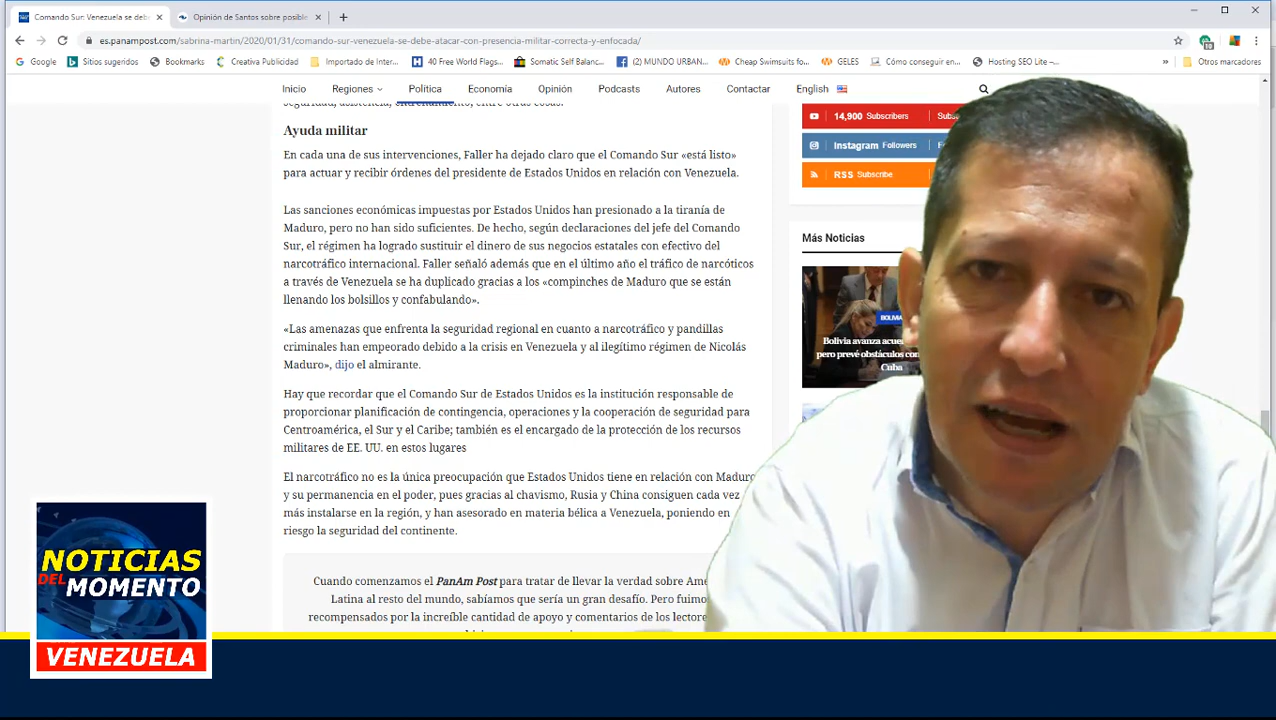 Comando Sur: Venezuela se deb
Opinión de Santos sobre posible
es.panampost.com/sabrina-martin/2020/01/31/comando-sur-venezuela-se-debe-atacar-con-presencia-militar-correcta-y-enfocada/
Google
Sitios sugeridos
Bookmarks
Creativa Publicidad
Importado de Inter...
40 Free World Flags...
Somatic Self Balanc...
(2) MUNDO URBAN...
Cheap Swimsuits fo...
GELES
Cómo conseguir en...
Hosting SEO Lite –...
»
Otros marcadores
Inicio
Regiones
Política
Economía
Opinión
Podcasts
Autores
Contactar
English
seguridad, asistencia, entrenamiento, entre otras cosas.
Ayuda militar
En cada una de sus intervenciones, Faller ha dejado claro que el Comando Sur «está listo»
para actuar y recibir órdenes del presidente de Estados Unidos en relación con Venezuela.
Las sanciones económicas impuestas por Estados Unidos han presionado a la tiranía de
Maduro, pero no han sido suficientes. De hecho, según declaraciones del jefe del Comando
Sur, el régimen ha logrado sustituir el dinero de sus negocios estatales con efectivo del
narcotráfico internacional. Faller señaló además que en el último año el tráfico de narcóticos
a través de Venezuela se ha duplicado gracias a los «compinches de Maduro que se están
llenando los bolsillos y confabulando».
«Las amenazas que enfrenta la seguridad regional en cuanto a narcotráfico y pandillas
criminales han empeorado debido a la crisis en Venezuela y al ilegítimo régimen de Nicolás
Maduro», dijo el almirante.
Hay que recordar que el Comando Sur de Estados Unidos es la institución responsable de
proporcionar planificación de contingencia, operaciones y la cooperación de seguridad para
Centroamérica, el Sur y el Caribe; también es el encargado de la protección de los recursos
militares de EE. UU. en estos lugares
El narcotráfico no es la única preocupación que Estados Unidos tiene en relación con Maduro
y su permanencia en el poder, pues gracias al chavismo, Rusia y China consiguen cada vez
más instalarse en la región, y han asesorado en materia bélica a Venezuela, poniendo en
riesgo la seguridad del continente.
Cuando comenzamos el PanAm Post para tratar de llevar la verdad sobre Amé
Latina al resto del mundo, sabíamos que sería un gran desafío. Pero fuimo
recompensados por la increíble cantidad de apoyo y comentarios de los lectore
14,900 Subscribers
Subs
Instagram Followers
RSS Subscribe
Más Noticias
BOLIVIA
Bolivia avanza acue
pero prevé obstáculos con
Cuba
NOTICIAS
DEL MOMENTO
VENEZUELA